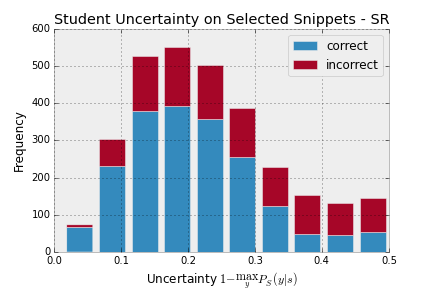 Student Uncertainty on Selected Snippets - SR
600
500
400
300
200
100
0
Frequency
correct
incorrect
0.0 0.1 0.2 0.3 0.4 0.5
Uncertainty 1−max_y P_S(y|s)